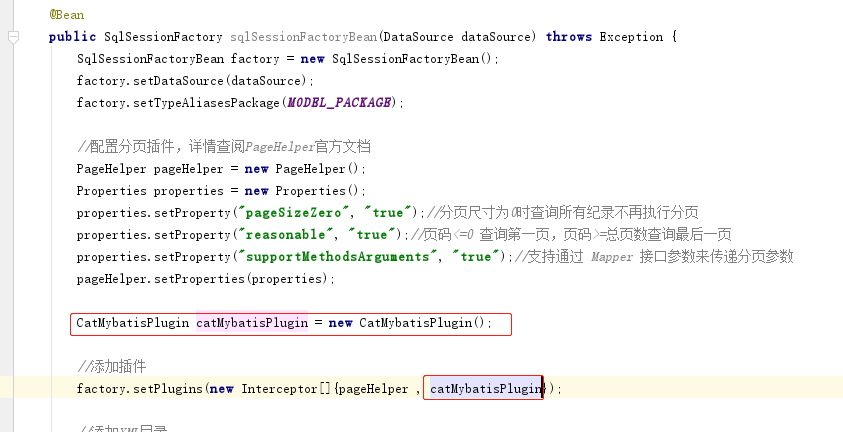 @Bean
public SqlSessionFactory sqlSessionFactoryBean(DataSource dataSource) throws Exception {
SqlSessionFactoryBean factory = new SqlSessionFactoryBean();
factory.setDataSource(dataSource);
factory.setTypeAliasesPackage(MODEL_PACKAGE);
//配置分页插件，详情查阅PageHelper官方文档
PageHelper pageHelper = new PageHelper();
Properties properties = new Properties();
properties.setProperty("pageSizeZero", "true");//分页尺寸为0时查询所有纪录不再执行分页
properties.setProperty("reasonable", "true");//页码<=0 查询第一页，页码>=总页数查询最后一页
properties.setProperty("supportMethodsArguments", "true");//支持通过 Mapper 接口参数来传递分页参数
pageHelper.setProperties(properties);
CatMybatisPlugin catMybatisPlugin = new CatMybatisPlugin();
//添加插件
factory.setPlugins(new Interceptor[]{pageHelper , catMybatisPlugin});
//添加XML目录